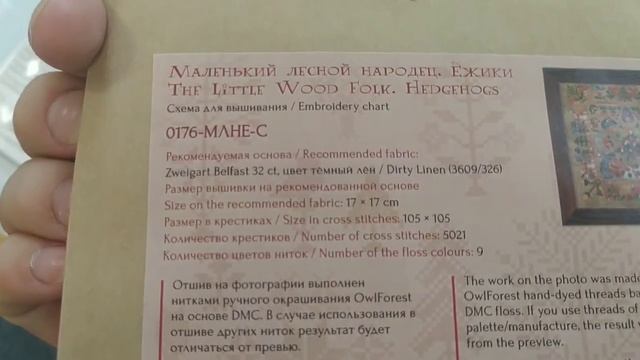 Маленький лесной народец. Ёжики
The Little Wood Folk. Hedgehogs
Схема для вышивания / Embroidery chart
0176-МЛНЕ-С
Рекомендуемая основа / Recommended fabric:
Zweigart Belfast 32 ct, цвет тёмный лён / Dirty Linen (3609/326)
Размер вышивки на рекомендованной основе
Size on the recommended fabric: 17 × 17 cm
Размер в крестиках / Size in cross stitches: 105 × 105
Количество крестиков / Number of cross stitches: 5021
Количество цветов ниток / Number of the floss colours: 9
Отшив на фотографии выполнен
нитками ручного окрашивания OwlForest
на основе DMC. В случае использования в
отшиве других ниток результат будет
отличаться от превью.
The work on the photo was made
OwlForest hand-dyed threads ba
DMC floss. If you use threads of
palette/manufacture, the result
from the preview.